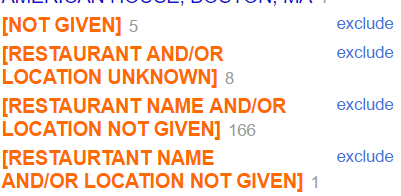 AMERICAN HOUSE, BOSTON, MA 1
[NOT GIVEN] 5 exclude
[RESTAURANT AND/OR exclude
LOCATION UNKNOWN] 8
[RESTAURANT NAME AND/OR exclude
LOCATION NOT GIVEN] 166
[RESTAURTANT NAME exclude
AND/OR LOCATION NOT GIVEN] 1